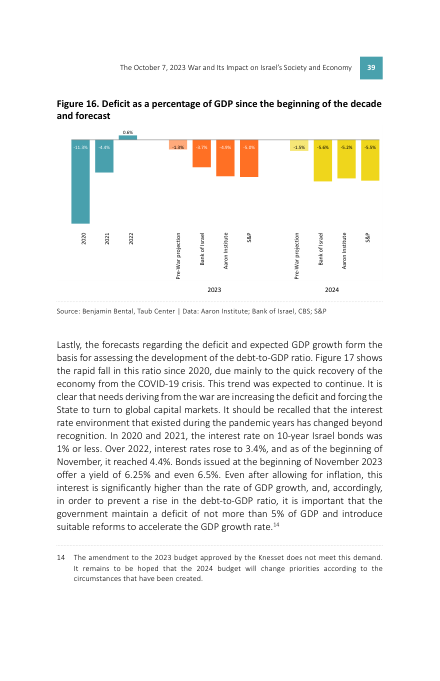 The October 7, 2023 War and Its Impact on Israel's Society and Economy 39
Figure 16. Deficit as a percentage of GDP since the beginning of the decade
and forecast
0.6%
-11.3% -4.4% -1.3% -3.7% -1.5% -5.6% -5.2% -5.5%
2020 2021 2022 Pre-War projection Bank of Israel Aaron Institute S&P Pre-War projection Bank of Israel Aaron Institute S&P
2023 2024
Source: Benjamin Bental, Taub Center | Data: Aaron Institute; Bank of Israel, CBS; S&P
Lastly, the forecasts regarding the deficit and expected GDP growth form the
basis for assessing the development of the debt-to-GDP ratio. Figure 17 shows
the rapid fall in this ratio since 2020, due mainly to the quick recovery of the
economy from the COVID-19 crisis. This trend was expected to continue. It is
clear that needs deriving from the war are increasing the deficit and forcing the
State to turn to global capital markets. It should be recalled that the interest
rate environment that existed during the pandemic years has changed beyond
recognition. In 2020 and 2021, the interest rate on 10-year Israel bonds was
1% or less. Over 2022, interest rates rose to 3.4%, and as of the beginning of
November, it reached 4.4%. Bonds issued at the beginning of November 2023
offer a yield of 6.25% and even 6.5%. Even after allowing for inflation, this
interest is significantly higher than the rate of GDP growth, and, accordingly,
in order to prevent a rise in the debt-to-GDP ratio, it is important that the
government maintain a deficit of not more than 5% of GDP and introduce
suitable reforms to accelerate the GDP growth rate.14
14 The amendment to the 2023 budget approved by the Knesset does not meet this demand.
It remains to be hoped that the 2024 budget will change priorities according to the
circumstances that have been created.